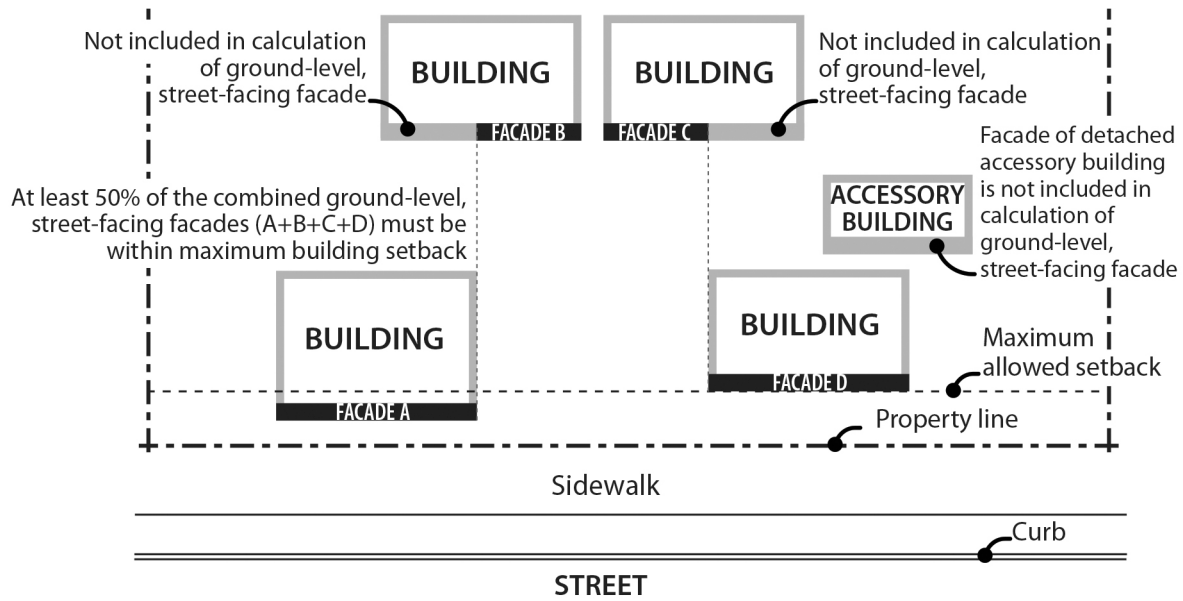 Not included in calculation
of ground-level,
street-facing facade
BUILDING
FACADE B
BUILDING
FACADE C
Not included in calculation
of ground-level,
street-facing facade
At least 50% of the combined ground-level,
street-facing facades (A+B+C+D) must be
within maximum building setback
ACCESSORY
BUILDING
Facade of detached
accessory building
is not included in
calculation of
ground-level,
street-facing facade
BUILDING
FACADE A
BUILDING
FACADE D
Maximum
allowed setback
Property line
Sidewalk
Curb
STREET